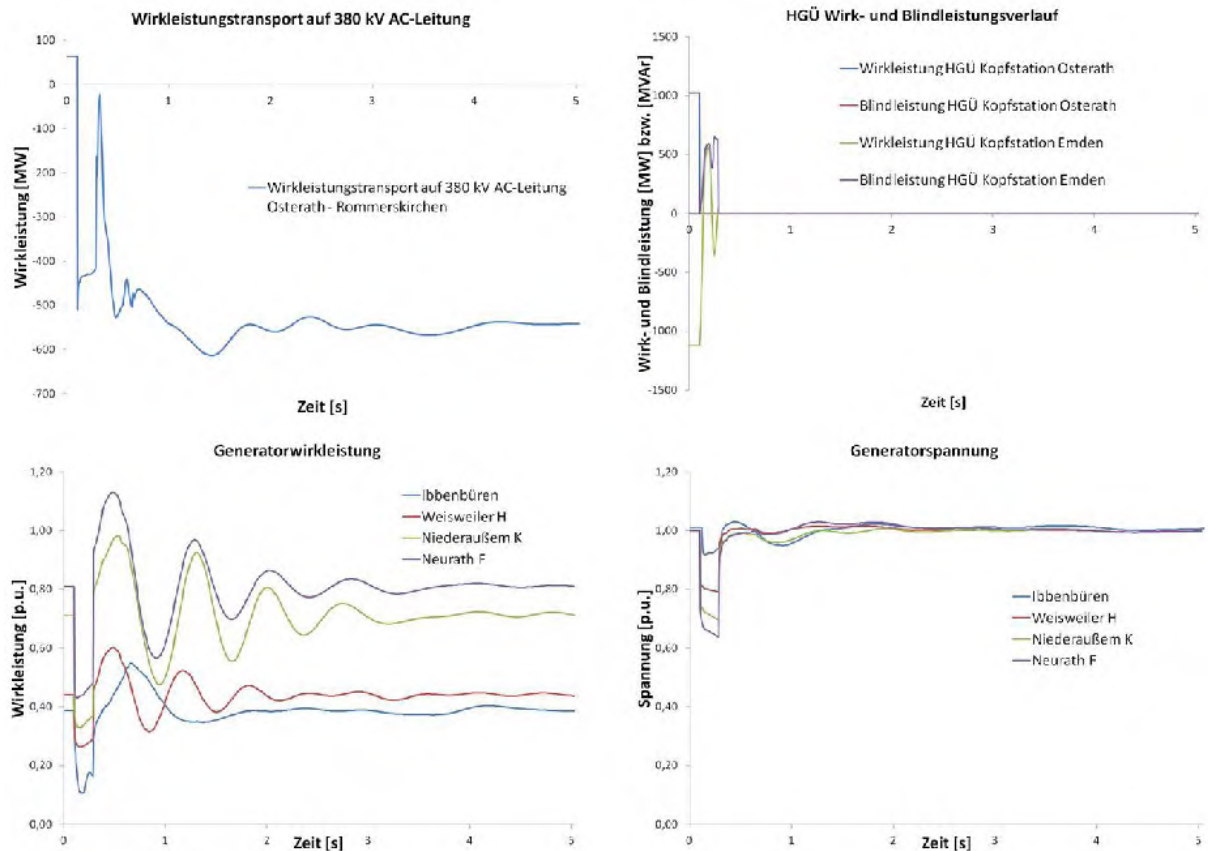 Wirkleistungstransport auf 380 kV AC-Leitung
Wirkleistung [MW]
100
0
-100
-200
-300
-400
-500
-600
-700
0
1
2
3
4
5
Wirkleistungstransport auf 380 kV AC-Leitung
Osterath - Rommerskirchen
Zeit [s]
HGÜ Wirk- und Blindleistungsverlauf
Wirk- und Blindleistung [MW] bzw. [MVAr]
1500
1000
500
0
-500
-1000
-1500
0
1
2
3
4
5
Wirkleistung HGÜ Kopfstation Osterath
Blindleistung HGÜ Kopfstation Osterath
Wirkleistung HGÜ Kopfstation Emden
Blindleistung HGÜ Kopfstation Emden
Zeit [s]
Generatorwirkleistung
Wirkleistung [p.u.]
1,20
1,00
0,80
0,60
0,40
0,20
0,00
0
1
2
3
4
5
Ibbenbüren
Weisweiler H
Niederaußem K
Neurath F
Zeit [s]
Generatorspannung
Spannung [p.u.]
1,20
1,00
0,80
0,60
0,40
0,20
0,00
0
1
2
3
4
5
Ibbenbüren
Weisweiler H
Niederaußem K
Neurath F
Zeit [s]